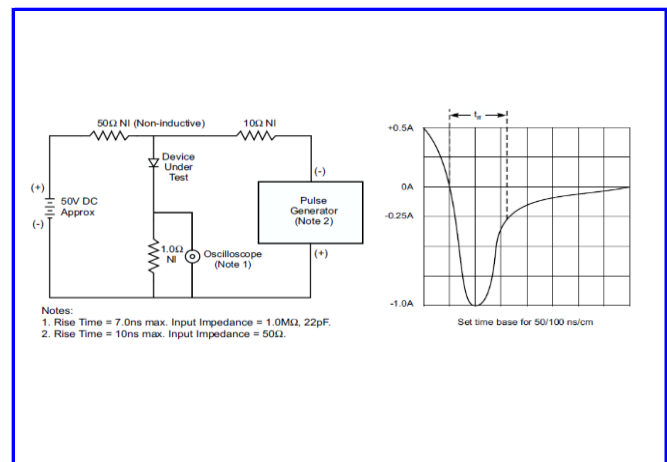 50Ω NI (Non-inductive)
10Ω NI
Device
Under
Test
(+)
50V DC
Approx
(-)
(-)
Pulse
Generator
(Note 2)
(+)
1.0Ω
NI
Oscilloscope
(Note 1)
Notes:
1. Rise Time = 7.0ns max. Input Impedance = 1.0MΩ, 22pF.
2. Rise Time = 10ns max. Input Impedance = 50Ω.
trr
+0.5A
0A
-0.25A
-1.0A
Set time base for 50/100 ns/cm